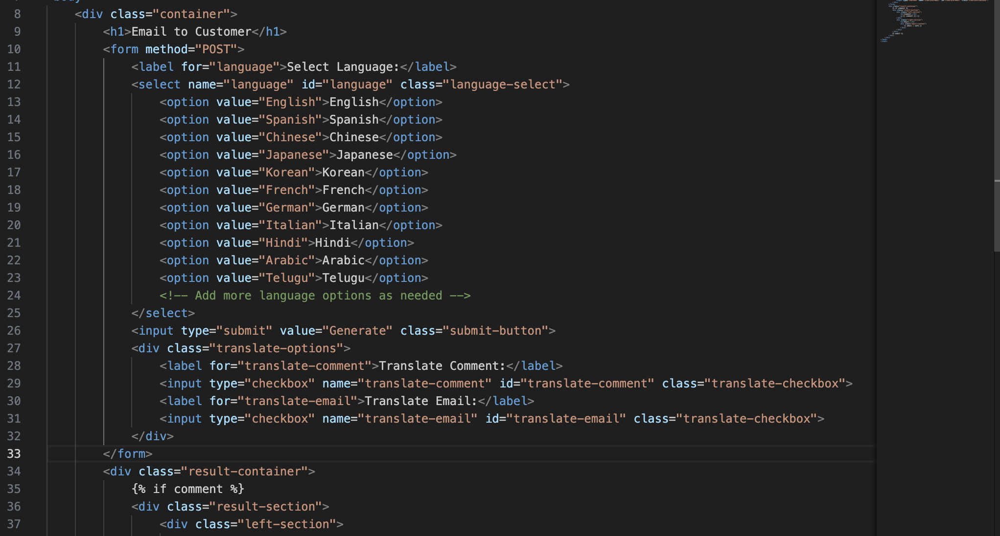 8 <div class="container">
9 <h1>Email to Customer</h1>
10 <form method="POST">
11 <label for="language">Select Language:</label>
12 <select name="language" id="language" class="language-select">
13 <option value="English">English</option>
14 <option value="Spanish">Spanish</option>
15 <option value="Chinese">Chinese</option>
16 <option value="Japanese">Japanese</option>
17 <option value="Korean">Korean</option>
18 <option value="French">French</option>
19 <option value="German">German</option>
20 <option value="Italian">Italian</option>
21 <option value="Hindi">Hindi</option>
22 <option value="Arabic">Arabic</option>
23 <option value="Telugu">Telugu</option>
24 <!-- Add more language options as needed -->
25 </select>
26 <input type="submit" value="Generate" class="submit-button">
27 <div class="translate-options">
28 <label for="translate-comment">Translate Comment:</label>
29 <input type="checkbox" name="translate-comment" id="translate-comment" class="translate-checkbox">
30 <label for="translate-email">Translate Email:</label>
31 <input type="checkbox" name="translate-email" id="translate-email" class="translate-checkbox">
32 </div>
33 </form>
34 <div class="result-container">
35 {% if comment %}
36 <div class="result-section">
37 <div class="left-section">